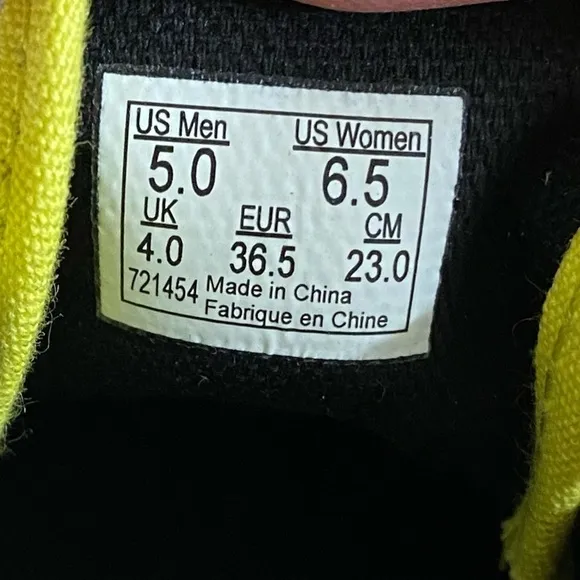 US Men US Women
5.0 6.5
UK EUR CM
4.0 36.5 23.0
721454 Made in China
Fabrique en Chine